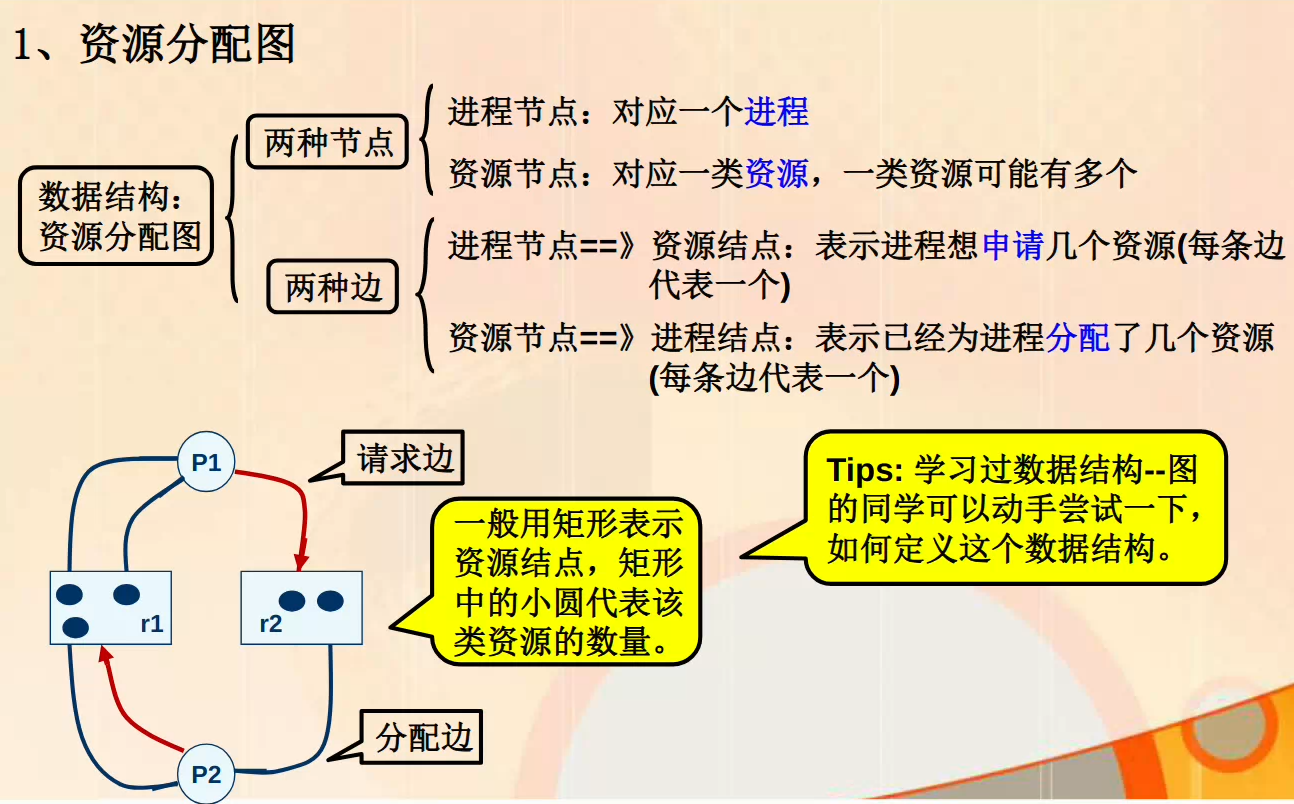 1、资源分配图
数据结构：
资源分配图
两种节点
进程节点：对应一个进程
资源节点：对应一类资源，一类资源可能有多个
两种边
进程节点==》资源结点：表示进程想申请几个资源(每条边
代表一个)
资源节点==》进程结点：表示已经为进程分配了几个资源
(每条边代表一个)
P1
请求边
r1
r2
一般用矩形表示
资源结点，矩形
中的小圆代表该
类资源的数量。
Tips: 学习过数据结构--图
的同学可以动手尝试一下，
如何定义这个数据结构。
分配边
P2